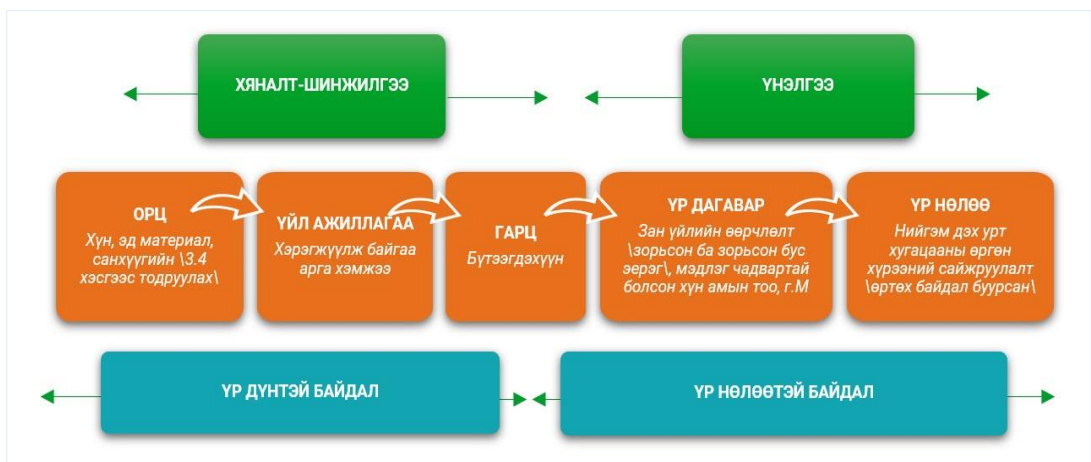 ХЯНАЛТ-ШИНЖИЛГЭЭ
ҮНЭЛГЭЭ
ОРЦ
Хүн, эд материал,
санхүүгийн \3.4
хэсгээс тодруулах\
ҮЙЛ АЖИЛЛАГАА
Хэрэгжүүлж байгаа
арга хэмжээ
ГАРЦ
Бүтээгдэхүүн
ҮР ДАГАВАР
Зан үйлийн өөрчлөлт
\зорьсон ба зорьсон бус
эерэг\, мэдлэг чадвартай
болсон хүн амын тоо, г.М
ҮР НӨЛӨӨ
Нийгэм дэх урт
хугацааны өргөн
хүрээний сайжруулалт
\өртөх байдал буурсан\
ҮР ДҮНТЭЙ БАЙДАЛ
ҮР НӨЛӨӨТЭЙ БАЙДАЛ